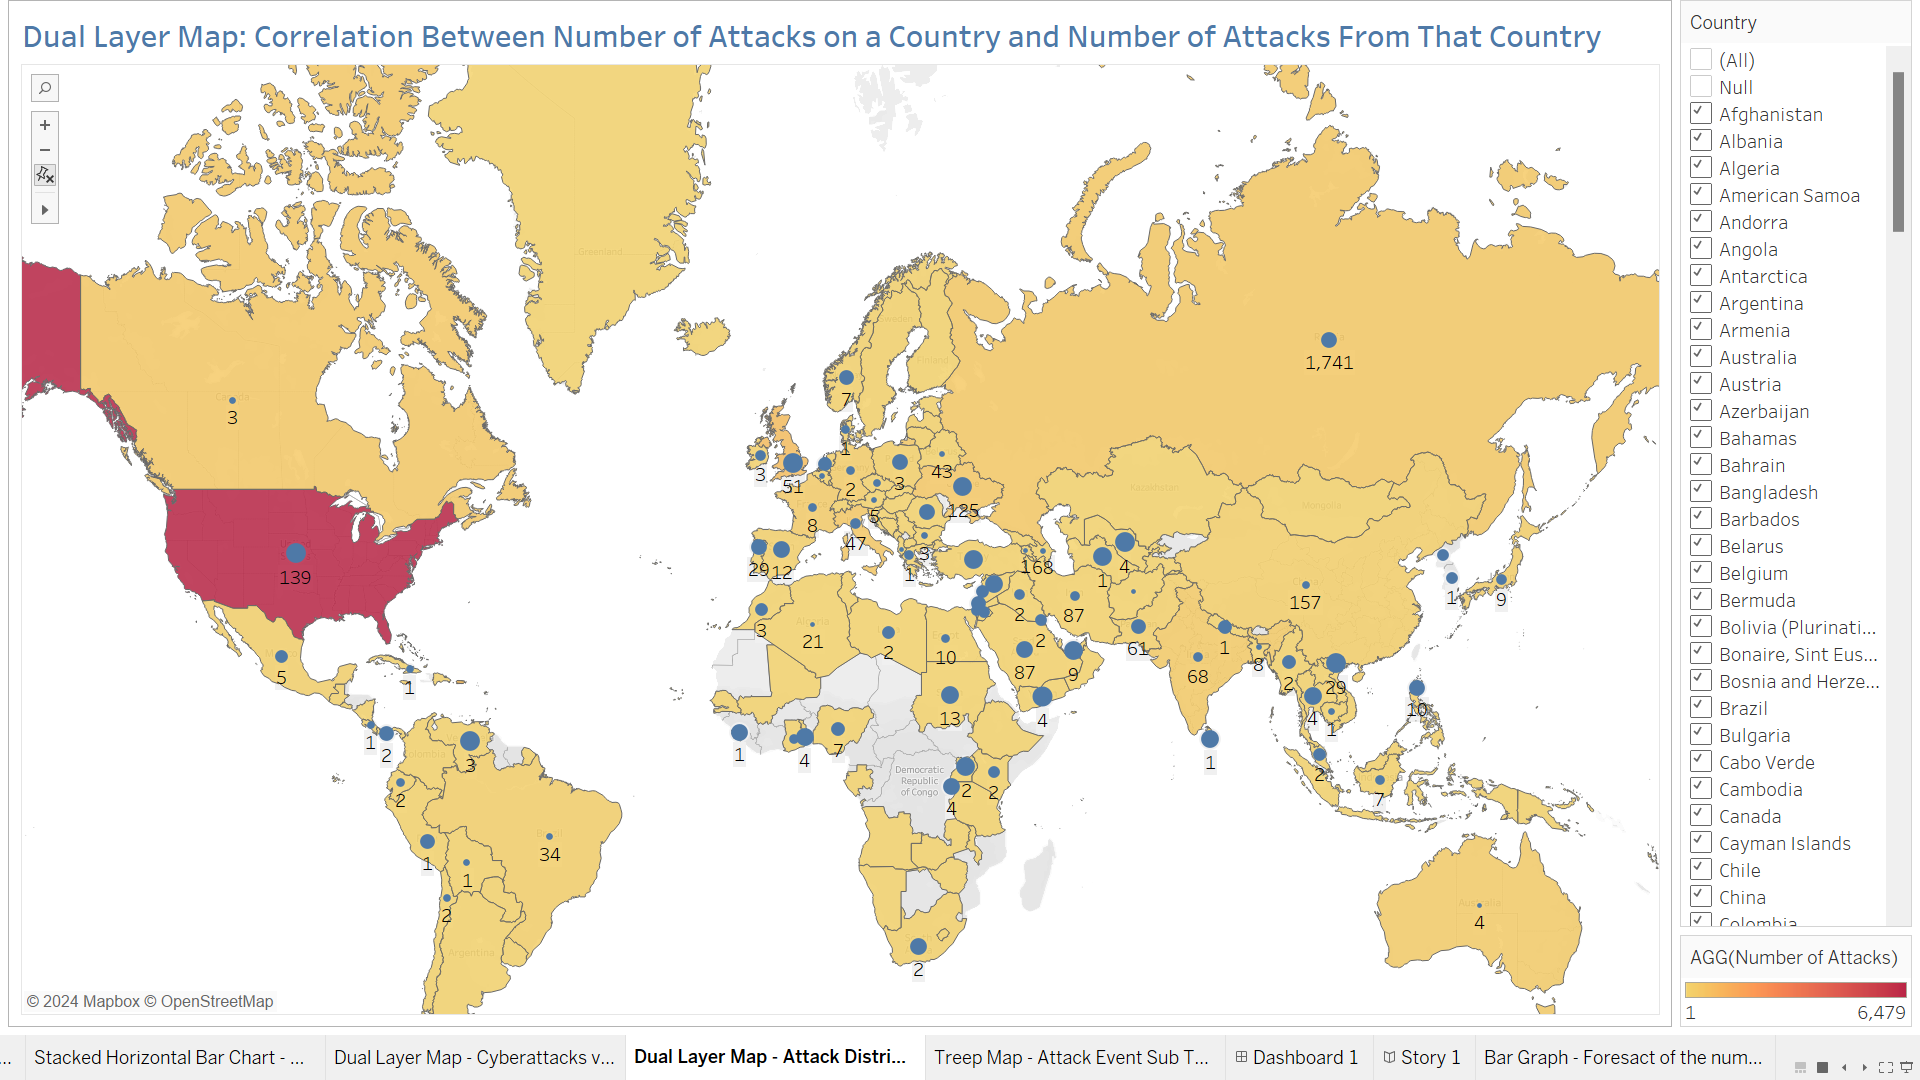 Dual Layer Map: Correlation Between Number of Attacks on a Country and Number of Attacks From That Country
Greenland
Canada
3
1,741
7
1
3
51
2
3
43
125
8
5
47
3
1
29
12
168
1
4
139
157
1
9
3
21
2
10
2
87
2
87
9
61
1
68
8
2
29
4
1
10
5
1
1
2
3
1
4
7
13
4
1
2
7
Democratic
Republic
of Congo
2
2
4
2
1
34
1
2
2
Australia
4
Argentina
Kazakhstan
Mongolia
© 2024 Mapbox © OpenStreetMap
Country
(All)
Null
Afghanistan
Albania
Algeria
American Samoa
Andorra
Angola
Antarctica
Argentina
Armenia
Australia
Austria
Azerbaijan
Bahamas
Bahrain
Bangladesh
Barbados
Belarus
Belgium
Bermuda
Bolivia (Plurinati...
Bonaire, Sint Eus...
Bosnia and Herze...
Brazil
Bulgaria
Cabo Verde
Cambodia
Canada
Cayman Islands
Chile
China
Colombia
AGG(Number of Attacks)
1 6,479
... Stacked Horizontal Bar Chart - ... Dual Layer Map - Cyberattacks v... Dual Layer Map - Attack Distri... Treep Map - Attack Event Sub T... Dashboard 1 Story 1 Bar Graph - Foresact of the num...